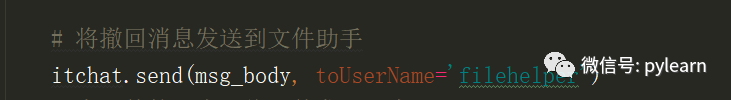 # 将撤回消息发送到文件助手
itchat.send(msg_body, toUserName='filehelper')
微信号: pylearn